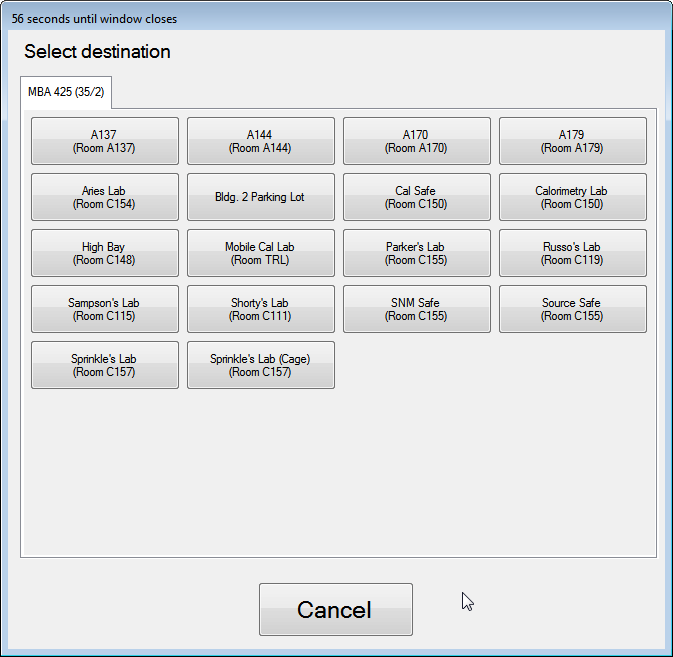 56 seconds until window closes
Select destination
MBA 425 (35/2)
A137
(Room A137)
A144
(Room A144)
A170
(Room A170)
A179
(Room A179)
Aries Lab
(Room C154)
Bldg. 2 Parking Lot
Cal Safe
(Room C150)
Calorimetry Lab
(Room C150)
High Bay
(Room C148)
Mobile Cal Lab
(Room TRL)
Parker's Lab
(Room C155)
Russo's Lab
(Room C119)
Sampson's Lab
(Room C115)
Shorty's Lab
(Room C111)
SNM Safe
(Room C155)
Source Safe
(Room C155)
Sprinkle's Lab
(Room C157)
Sprinkle's Lab (Cage)
(Room C157)
Cancel